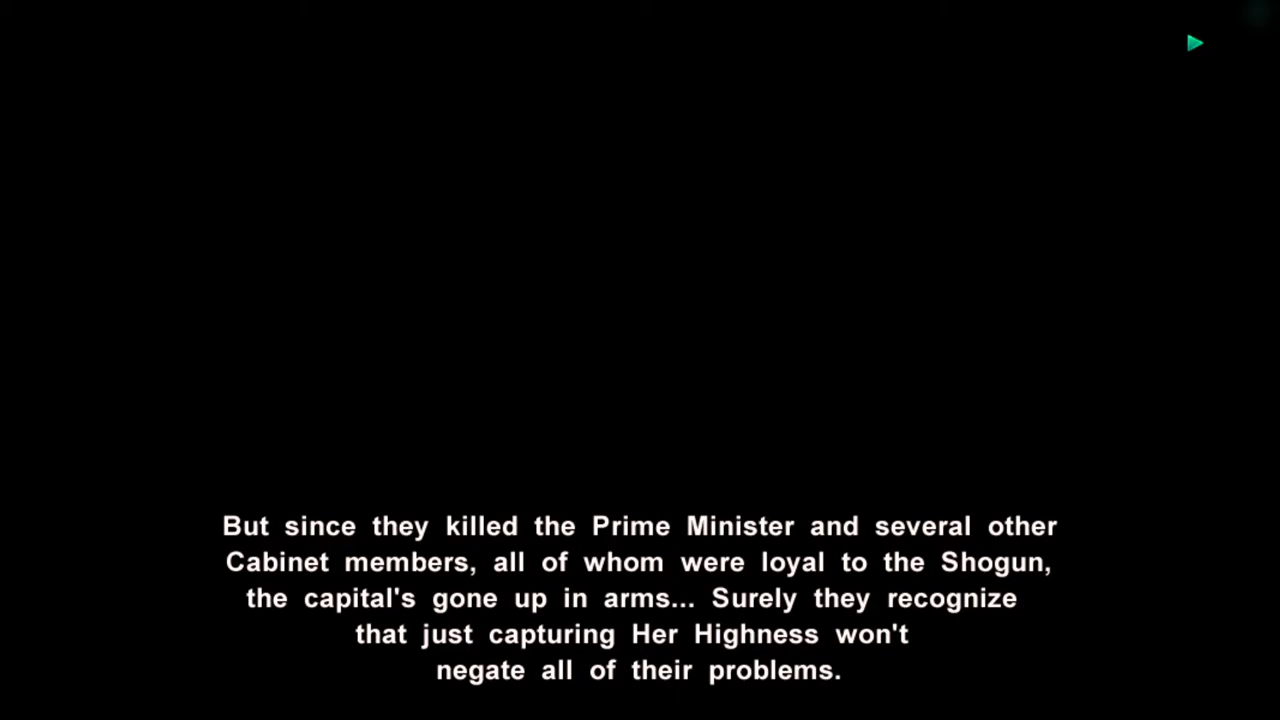 But since they killed the Prime Minister and several other
Cabinet members, all of whom were loyal to the Shogun,
the capital's gone up in arms... Surely they recognize
that just capturing Her Highness won't
negate all of their problems.